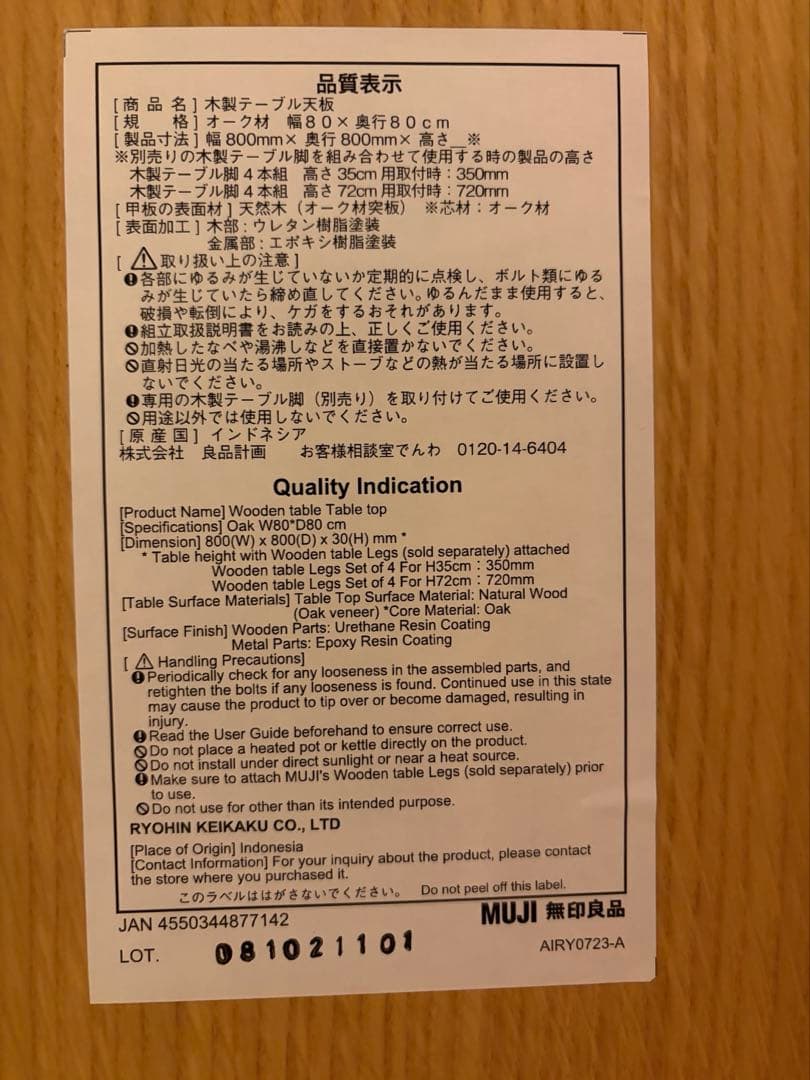 品質表示
[商品名] 木製テーブル天板
[規　　格] オーク材　幅80×奥行80cm
[製品寸法] 幅 800mm× 奥行 800mm× 高さ__※
※別売りの木製テーブル脚を組み合わせて使用する時の製品の高さ
木製テーブル脚4本組　高さ 35cm 用取付時：350mm
木製テーブル脚4本組　高さ 72cm 用取付時：720mm
[甲板の表面材] 天然木（オーク材突板）　※芯材：オーク材
[表面加工] 木部：ウレタン樹脂塗装
金属部：エポキシ樹脂塗装
[ ⚠取り扱い上の注意]
各部にゆるみが生じていないか定期的に点検し、ボルト類にゆる
みが生じていたら締め直してください。ゆるんだまま使用すると、
破損や転倒により、ケガをするおそれがあります。
組立取扱説明書をお読みの上、正しくご使用ください。
加熱したなべや湯沸しなどを直接置かないでください。
直射日光の当たる場所やストーブなどの熱が当たる場所に設置し
ないでください。
専用の木製テーブル脚（別売り）を取り付けてご使用ください。
用途以外では使用しないでください。
[原産国] インドネシア
株式会社　良品計画　　お客様相談室でんわ　0120-14-6404
Quality Indication
[Product Name] Wooden table Table top
[Specifications] Oak W80*D80 cm
[Dimension] 800(W) x 800(D) x 30(H) mm *
* Table height with Wooden table Legs (sold separately) attached
Wooden table Legs Set of 4 For H35cm：350mm
Wooden table Legs Set of 4 For H72cm：720mm
[Table Surface Materials] Table Top Surface Material: Natural Wood
(Oak veneer) *Core Material: Oak
[Surface Finish] Wooden Parts: Urethane Resin Coating
Metal Parts: Epoxy Resin Coating
[ ⚠ Handling Precautions]
Periodically check for any looseness in the assembled parts, and
retighten the bolts if any looseness is found. Continued use in this state
may cause the product to tip over or become damaged, resulting in
injury.
Read the User Guide beforehand to ensure correct use.
Do not place a heated pot or kettle directly on the product.
Do not install under direct sunlight or near a heat source.
Make sure to attach MUJI's Wooden table Legs (sold separately) prior
to use.
Do not use for other than its intended purpose.
RYOHIN KEIKAKU CO., LTD
[Place of Origin] Indonesia
[Contact Information] For your inquiry about the product, please contact
the store where you purchased it.
このラベルははがさないでください。　Do not peel off this label.
JAN 4550344877142
MUJI 無印良品
LOT. 081021101
AIRY0723-A